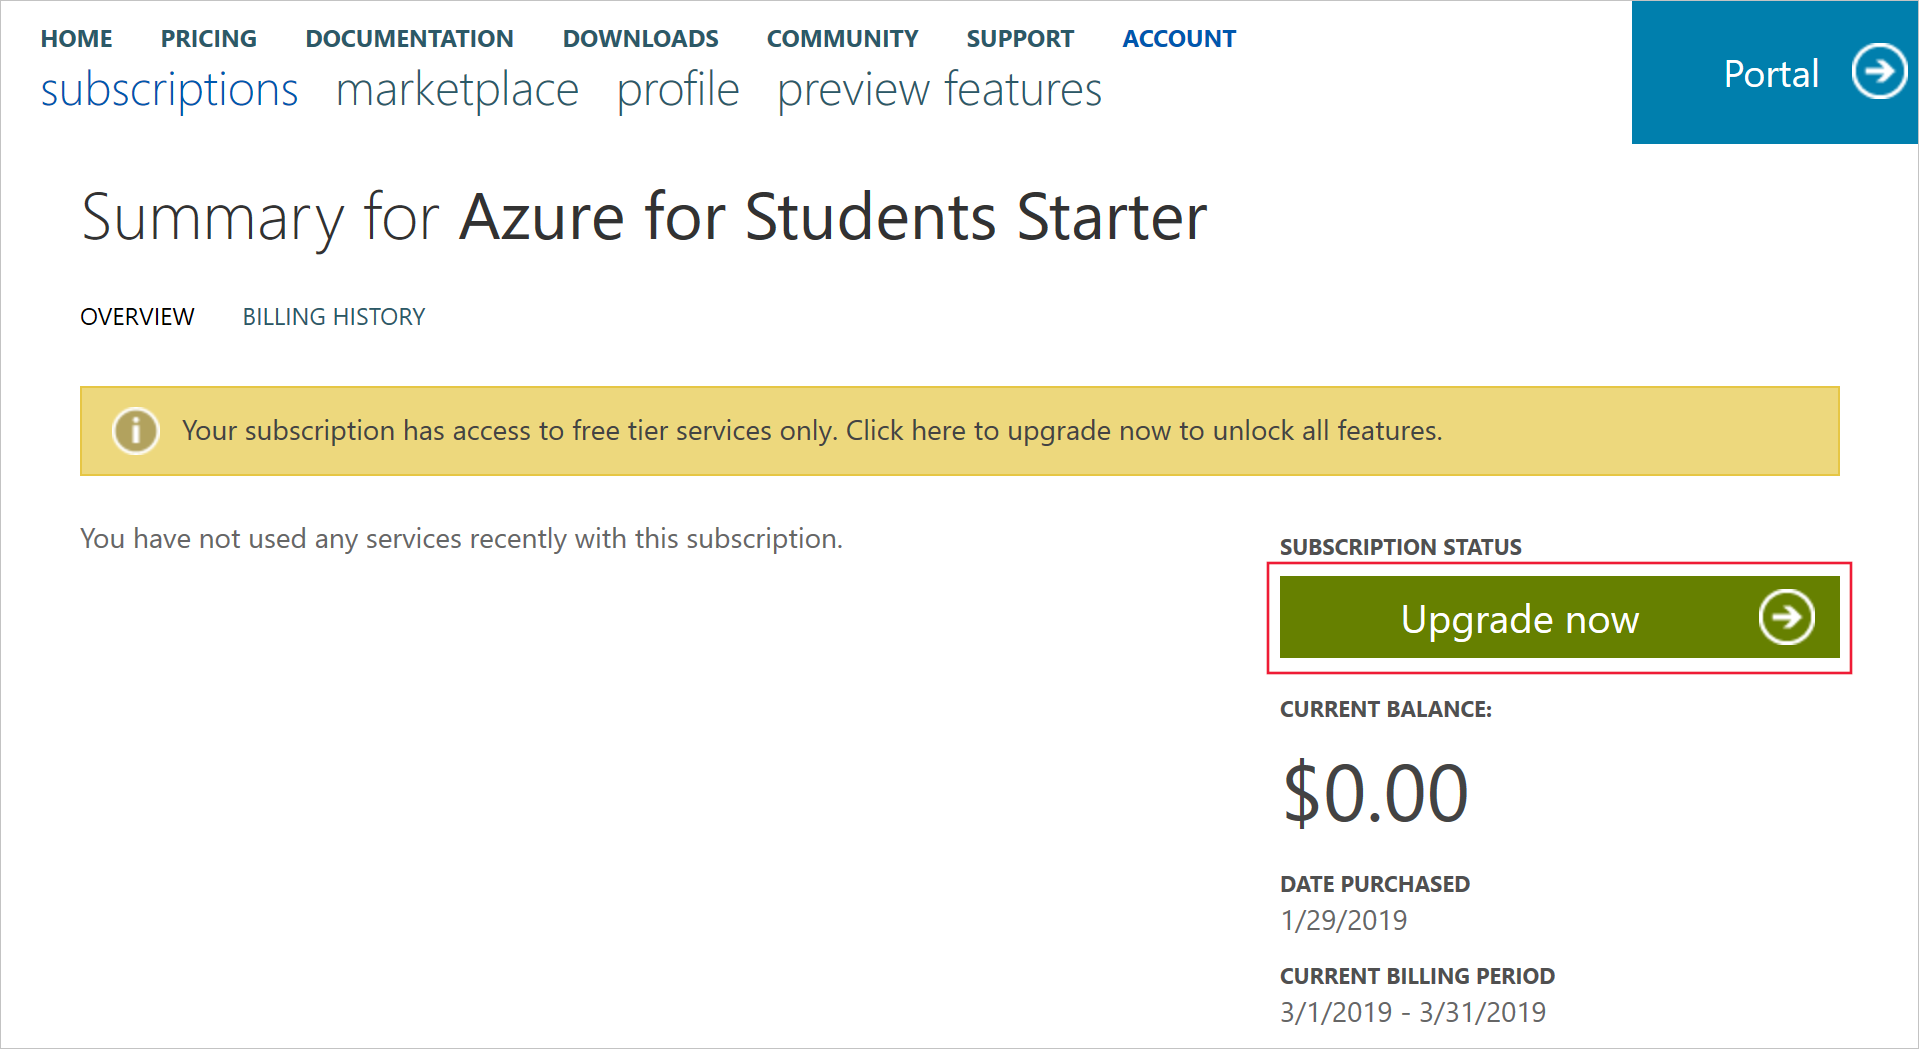 HOME PRICING DOCUMENTATION DOWNLOADS COMMUNITY SUPPORT ACCOUNT
subscriptions marketplace profile preview features
Portal
Summary for Azure for Students Starter
OVERVIEW BILLING HISTORY
Your subscription has access to free tier services only. Click here to upgrade now to unlock all features.
You have not used any services recently with this subscription.
SUBSCRIPTION STATUS
Upgrade now
CURRENT BALANCE:
$0.00
DATE PURCHASED
1/29/2019
CURRENT BILLING PERIOD
3/1/2019 - 3/31/2019